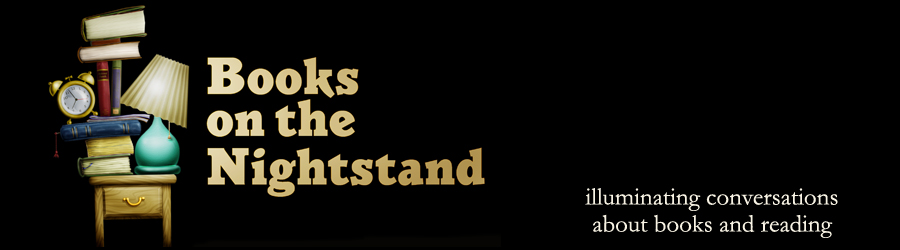 Books
on the
Nightstand
illuminating conversations
about books and reading